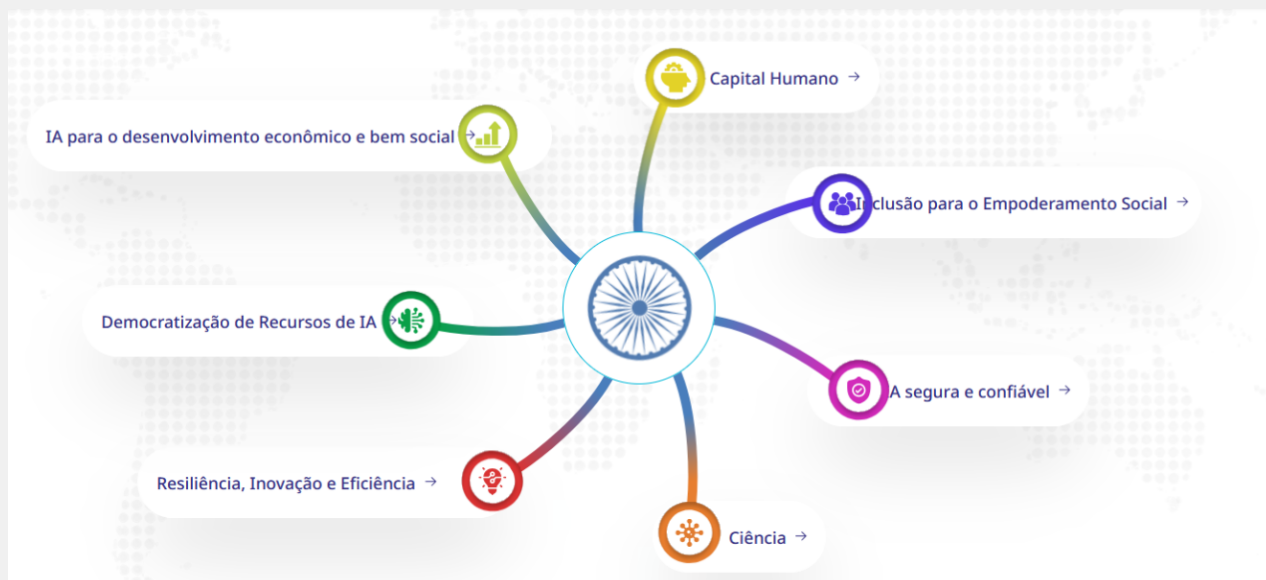 Capital Humano →
IA para o desenvolvimento econômico e bem social →
Inclusão para o Empoderamento Social →
Democratização de Recursos de IA →
A segura e confiável →
Resiliência, Inovação e Eficiência →
Ciência →